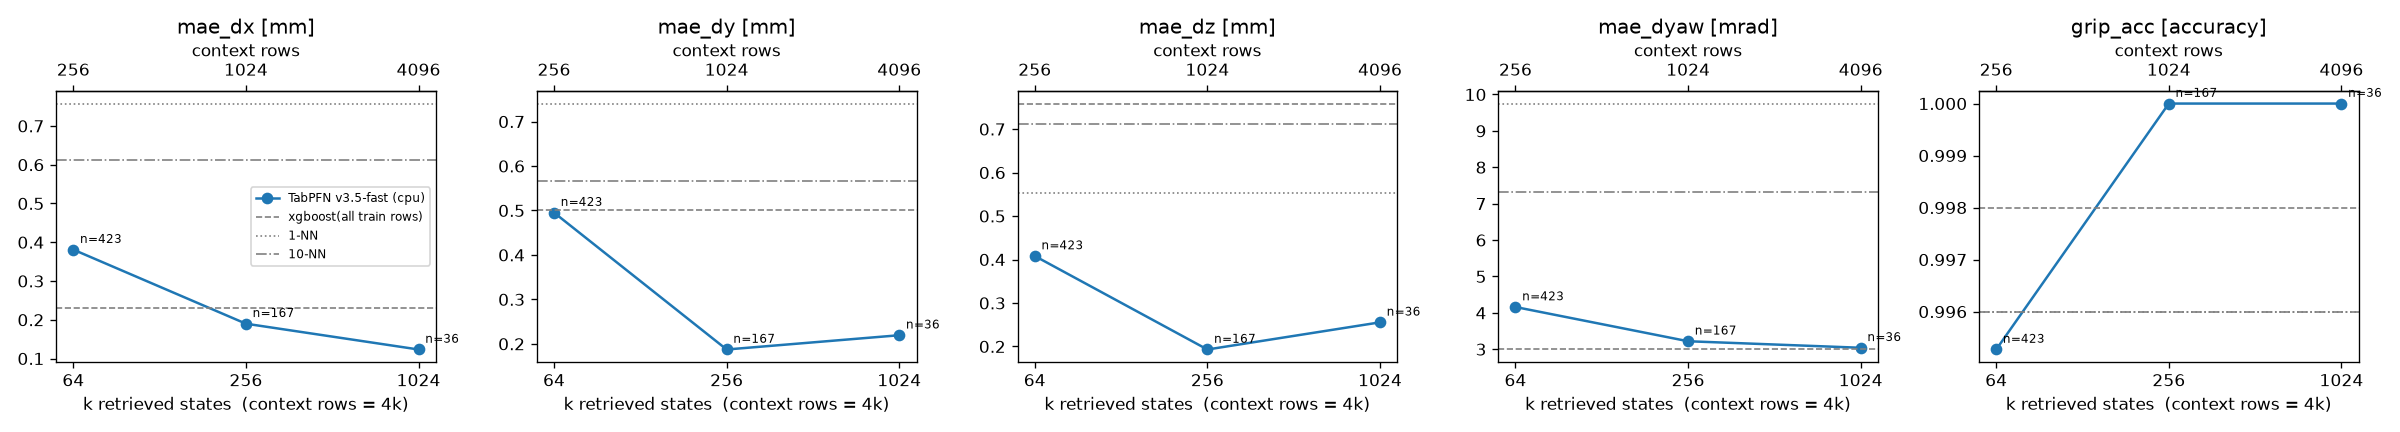 mae_dx [mm]
context rows
256 1024 4096
0.7
0.6
0.5
0.4
0.3
0.2
0.1
n=423
n=167
n=36
TabPFN v3.5-fast (cpu)
xgboost(all train rows)
1-NN
10-NN
64 256 1024
k retrieved states (context rows = 4k)
mae_dy [mm]
context rows
256 1024 4096
0.7
0.6
0.5
0.4
0.3
0.2
n=423
n=167
n=36
64 256 1024
k retrieved states (context rows = 4k)
mae_dz [mm]
context rows
256 1024 4096
0.7
0.6
0.5
0.4
0.3
0.2
n=423
n=167
n=36
64 256 1024
k retrieved states (context rows = 4k)
mae_dyaw [mrad]
context rows
256 1024 4096
10
9
8
7
6
5
4
3
n=423
n=167
n=36
64 256 1024
k retrieved states (context rows = 4k)
grip_acc [accuracy]
context rows
256 1024 4096
1.000
0.999
0.998
0.997
0.996
n=423
n=167
n=36
64 256 1024
k retrieved states (context rows = 4k)